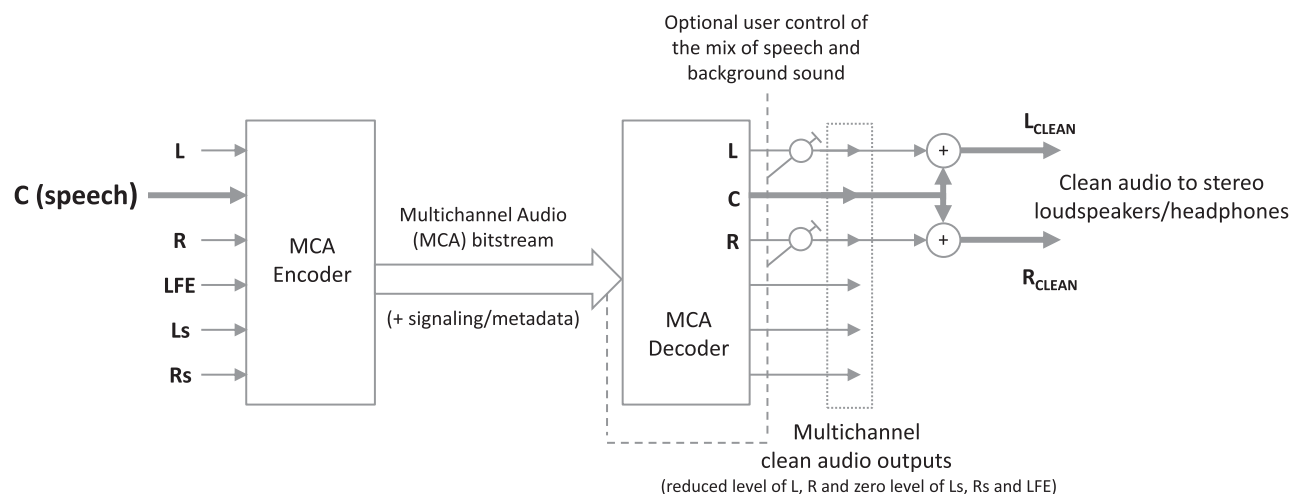 Optional user control of
the mix of speech and
background sound
L
C (speech)
R
LFE
Ls
Rs
MCA
Encoder
Multichannel Audio
(MCA) bitstream
(+ signaling/metadata)
L
C
R
MCA
Decoder
+
+
LCLEAN
Clean audio to stereo
loudspeakers/headphones
RCLEAN
Multichannel
clean audio outputs
(reduced level of L, R and zero level of Ls, Rs and LFE)